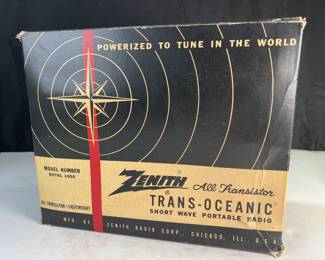 POWERIZED TO TUNE IN THE WORLD
MODEL NUMBER
ROYAL 1000
ZENITH All Transistor
TRANS-OCEANIC
SHORT WAVE PORTABLE RADIO
ALL TRANSISTOR - LIGHTWEIGHT
MFG. BY ZENITH RADIO CORP., CHICAGO, ILL., U.S.A.